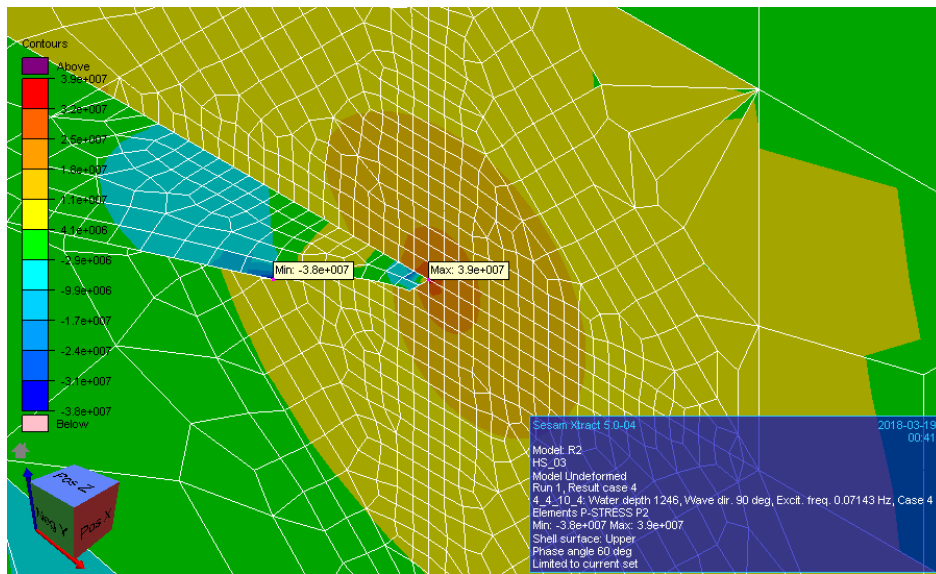 Contours
Above
3.9e+007
3.2e+007
2.5e+007
1.8e+007
1.1e+007
4.1e+006
-2.9e+006
-9.9e+006
-1.7e+007
-2.4e+007
-3.1e+007
-3.8e+007
Below
Min: -3.8e+007
Max: 3.9e+007
Pos Z
Neg Y
Pos X
Sesam Xtract 5.0-04 2018-03-19
00:41
Model: R2
HS_03
Model Undeformed
Run 1, Result case 4
4_4_10_4: Water depth 1246, Wave dir. 90 deg, Excit. freq. 0.07143 Hz, Case 4
Elements P-STRESS P2
Min: -3.8e+007 Max: 3.9e+007
Shell surface: Upper
Phase angle 60 deg
Limited to current set